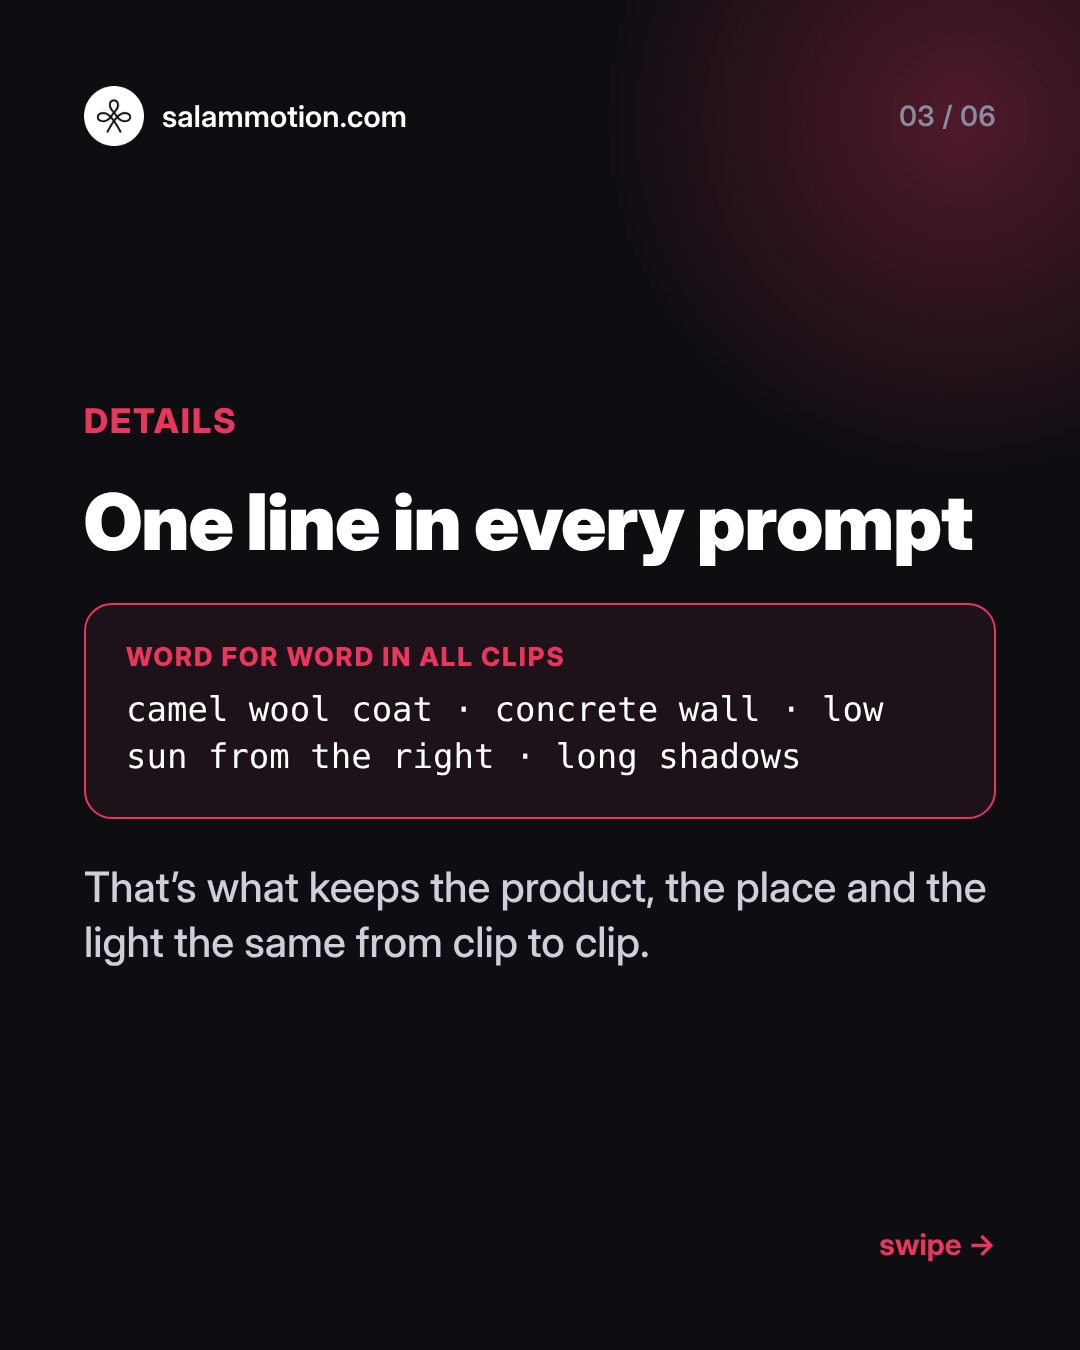 salammotion.com
03 / 06
DETAILS
One line in every prompt
WORD FOR WORD IN ALL CLIPS
camel wool coat · concrete wall · low
sun from the right · long shadows
That’s what keeps the product, the place and the
light the same from clip to clip.
swipe →